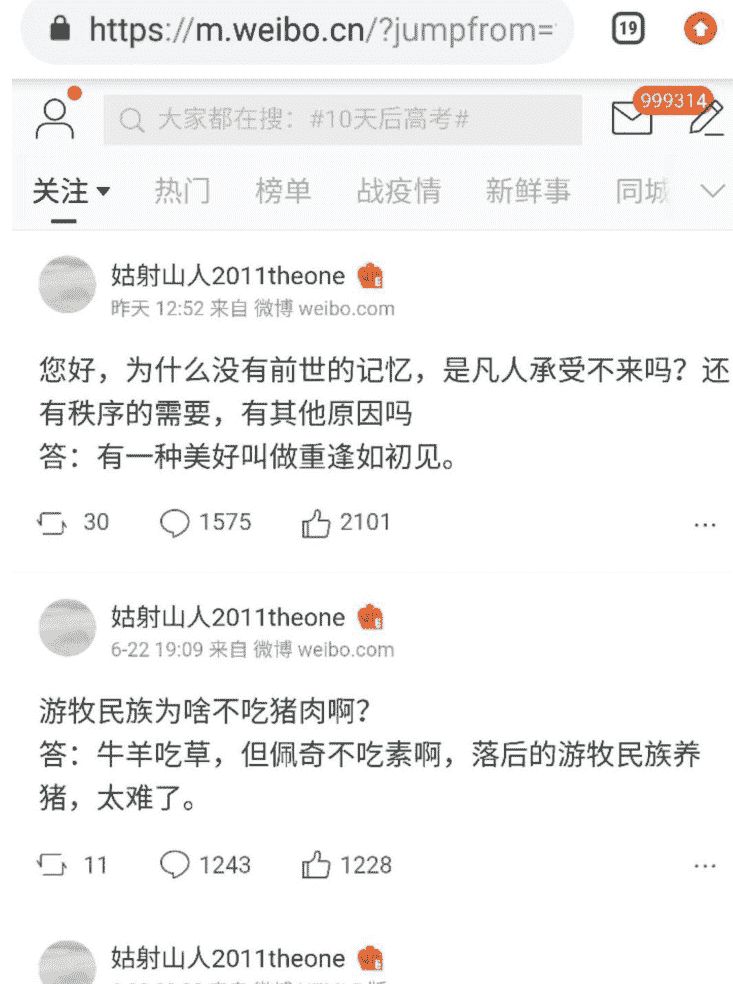 https://m.weibo.cn/?jumpfrom=
19
大家都在搜：#10天后高考#
999314
关注 热门 榜单 战疫情 新鲜事 同城
姑射山人2011theone
昨天 12:52 来自 微博 weibo.com
您好，为什么没有前世的记忆，是凡人承受不来吗？还
有秩序的需要，有其他原因吗
答：有一种美好叫做重逢如初见。
30 1575 2101
姑射山人2011theone
6-22 19:09 来自 微博 weibo.com
游牧民族为啥不吃猪肉啊？
答：牛羊吃草，但佩奇不吃素啊，落后的游牧民族养
猪，太难了。
11 1243 1228
姑射山人2011theone